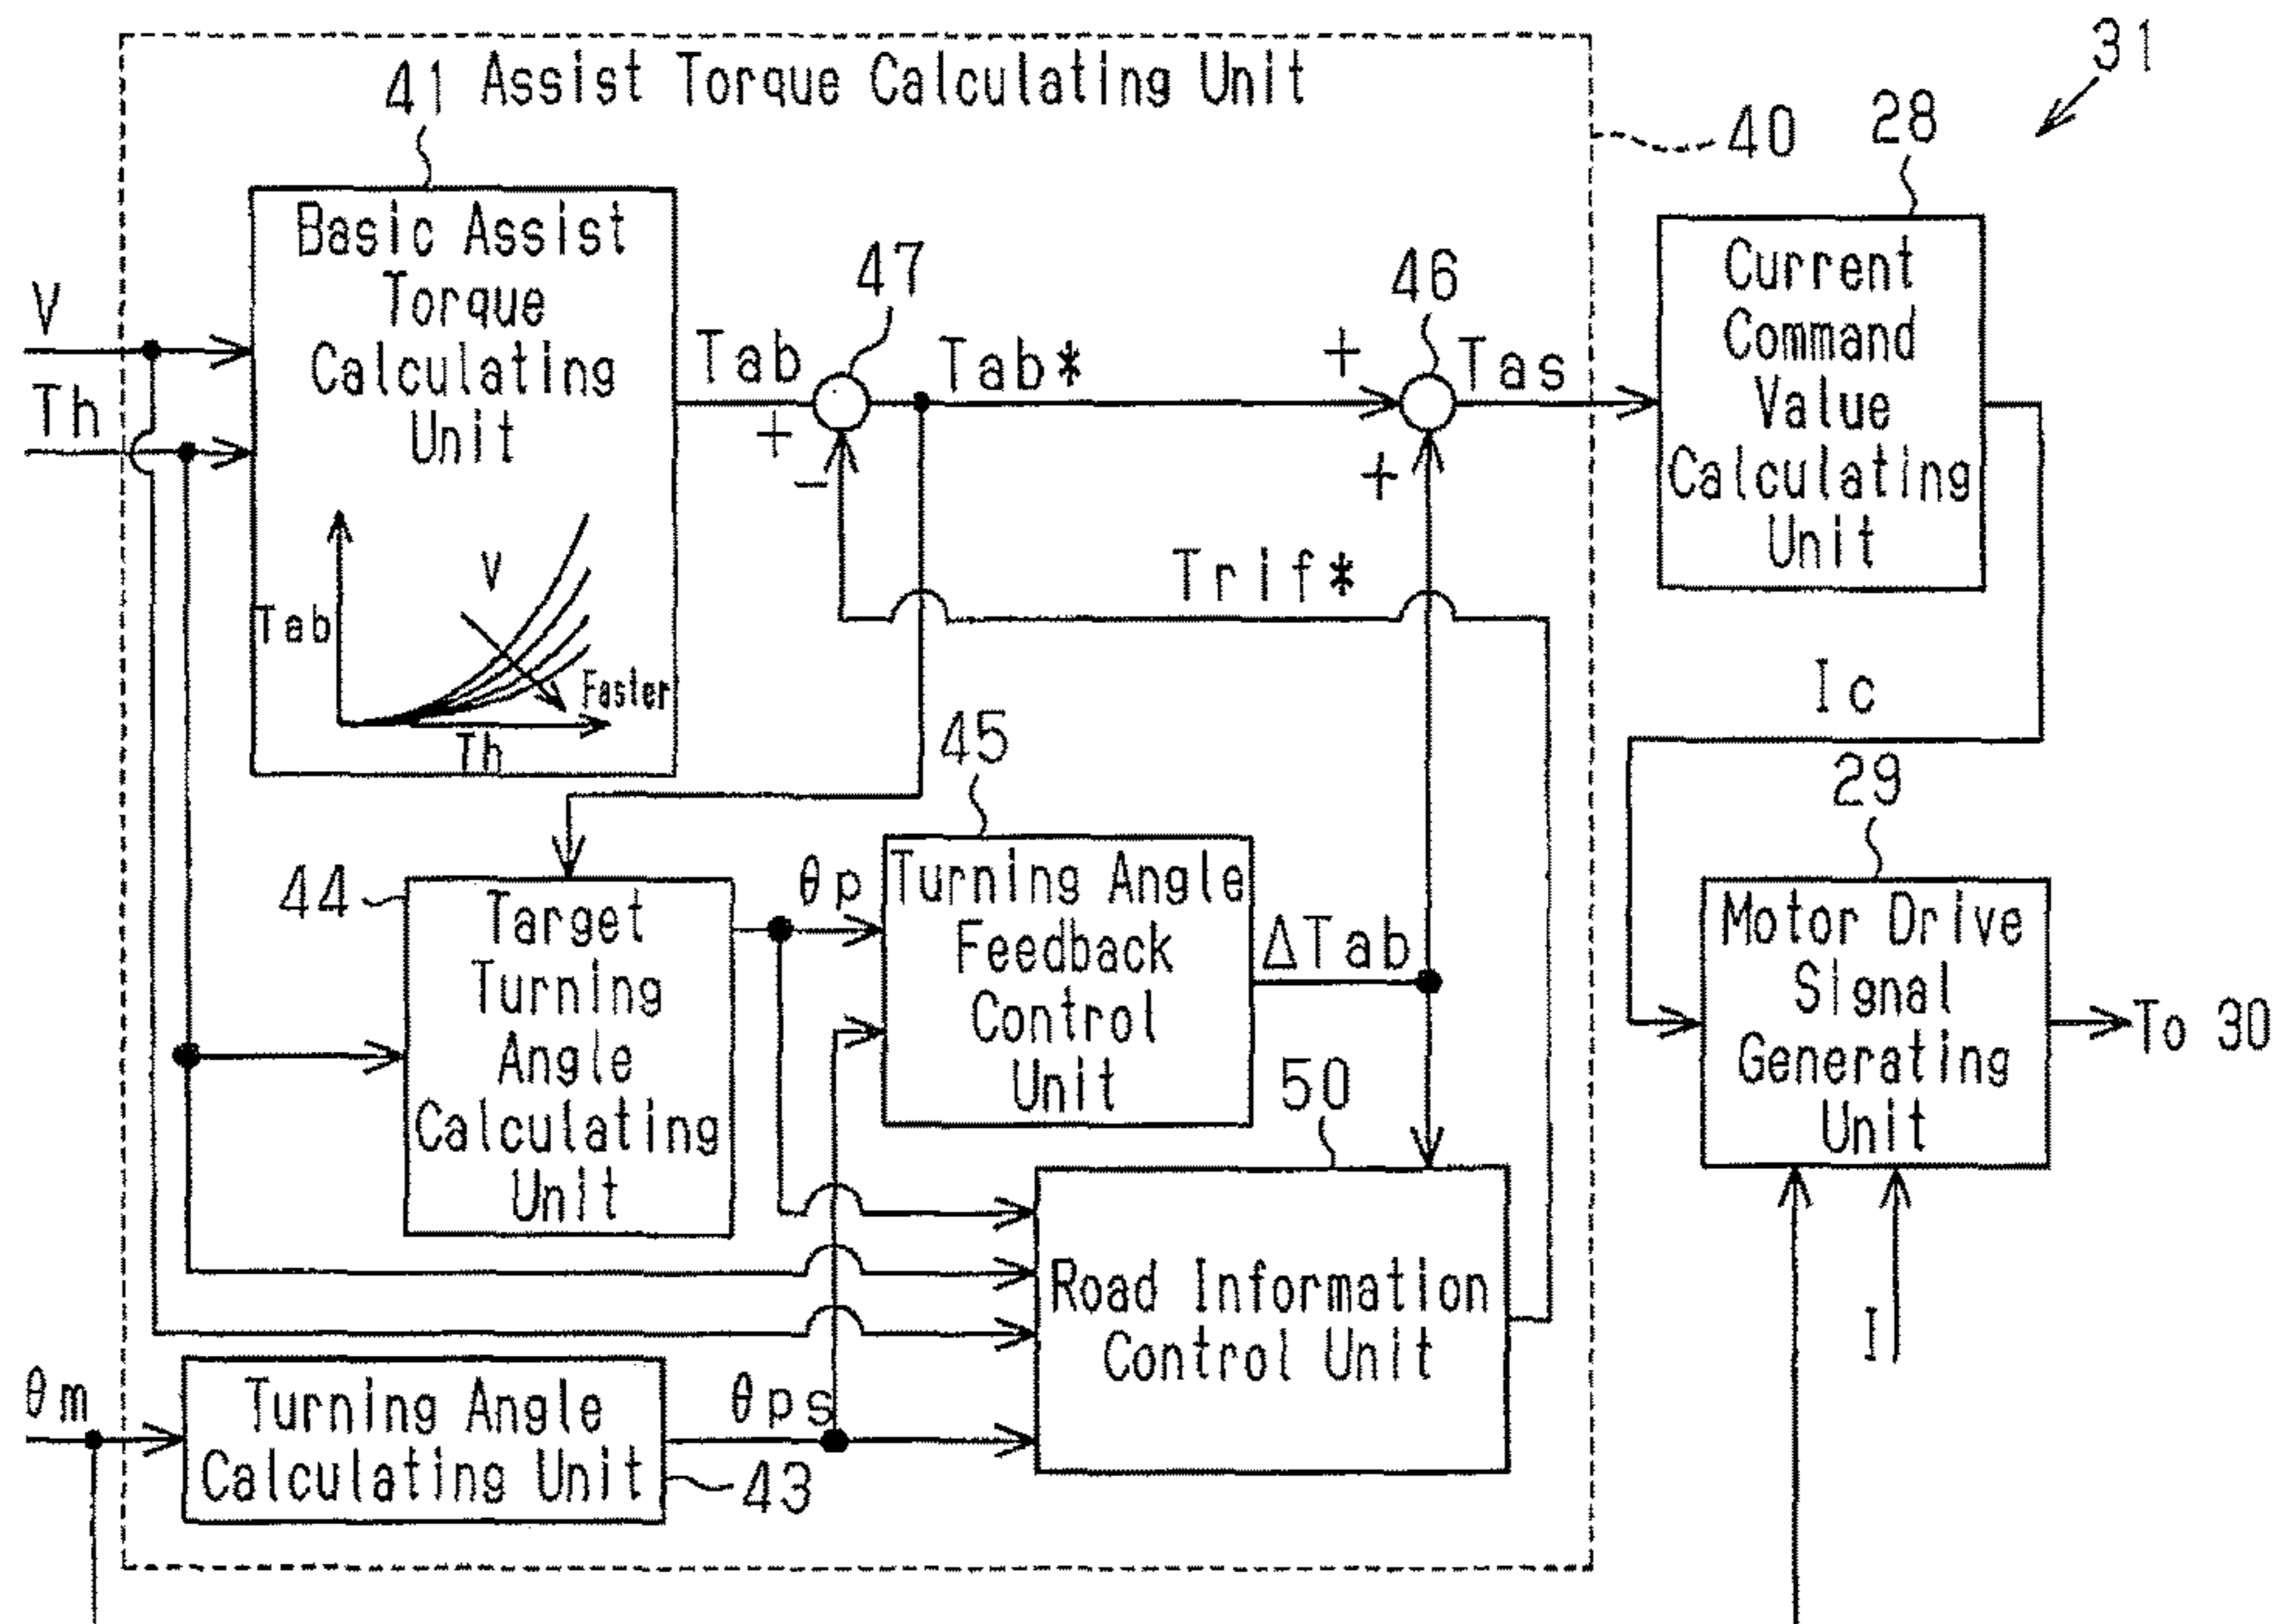 31
Assist Torque Calculating Unit
41
40
28
Basic Assist
Torque
Calculating
Unit
V
Th
Tab
V
Faster
Th
Tab
+
-
47
Tab*
+
+
46
Tas
Current
Command
Value
Calculating
Unit
Trif*
Ic
45
29
44
Target
Turning
Angle
Calculating
Unit
θp
Turning Angle
Feedback
Control
Unit
ΔTab
Motor Drive
Signal
Generating
Unit
To 30
50
Road Information
Control Unit
I
θm
Turning Angle
Calculating Unit
43
θps